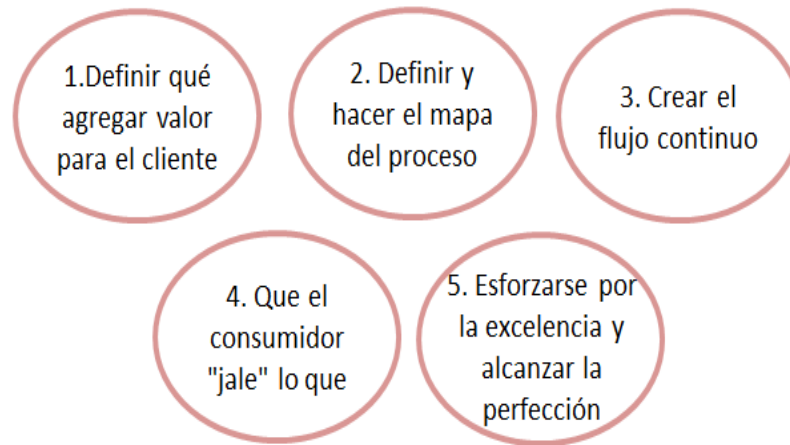 1.Definir qué
agregar valor
para el cliente
2. Definir y
hacer el mapa
del proceso
3. Crear el
flujo continuo
4. Que el
consumidor
"jale" lo que
5. Esforzarse por
la excelencia y
alcanzar la
perfección